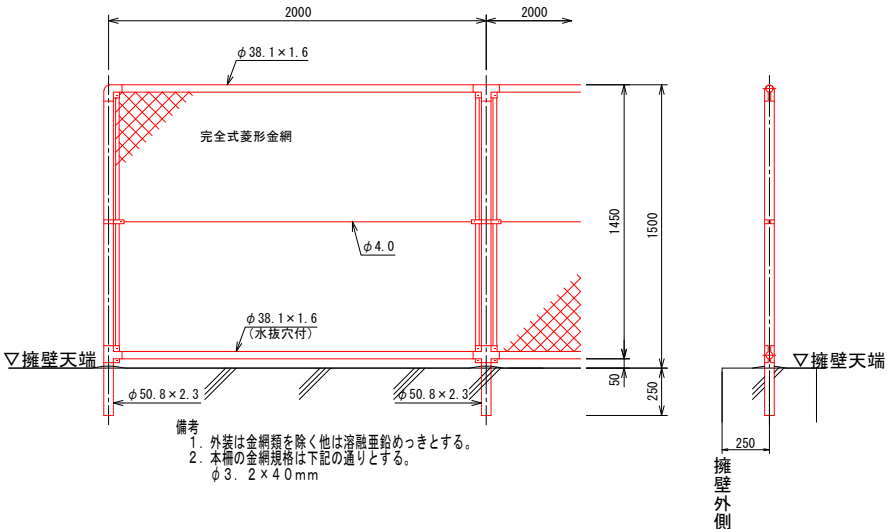 2000
2000
φ38.1×1.6
完全式菱形金網
φ4.0
1450
1500
φ38.1×1.6
(水抜穴付)
▽擁壁天端
▽擁壁天端
50
250
φ50.8×2.3
φ50.8×2.3
備考
1. 外装は金網類を除く他は溶融亜鉛めっきとする。
2. 本柵の金網規格は下記の通りとする。
φ3.2×40mm
250
擁壁外側